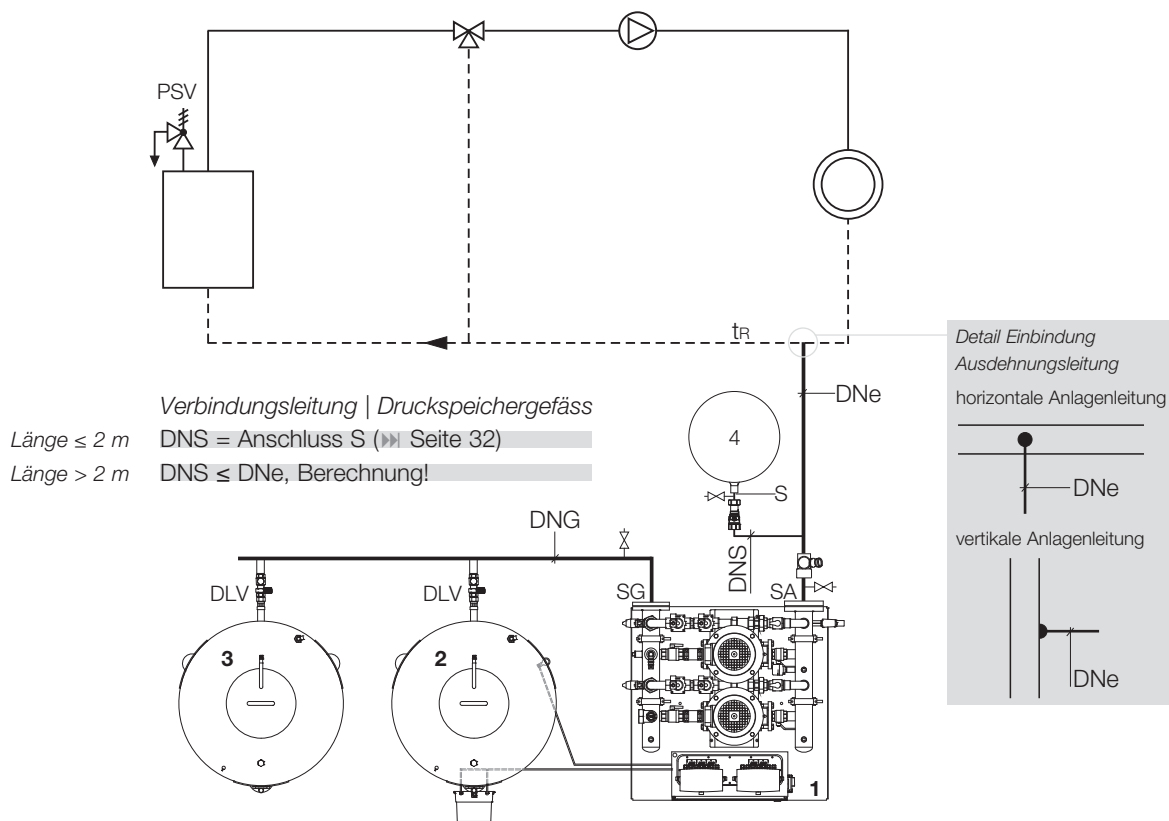 PSV
tR
Detail Einbindung
Ausdehnungsleitung
horizontale Anlagenleitung
DNe
vertikale Anlagenleitung
DNe
DNe
Verbindungsleitung | Druckspeichergefäss
Länge ≤ 2 m DNS = Anschluss S (▸▸ Seite 32)
Länge > 2 m DNS ≤ DNe, Berechnung!
4
S
DNG
DNS
DLV
DLV
SG
SA
3
2
1